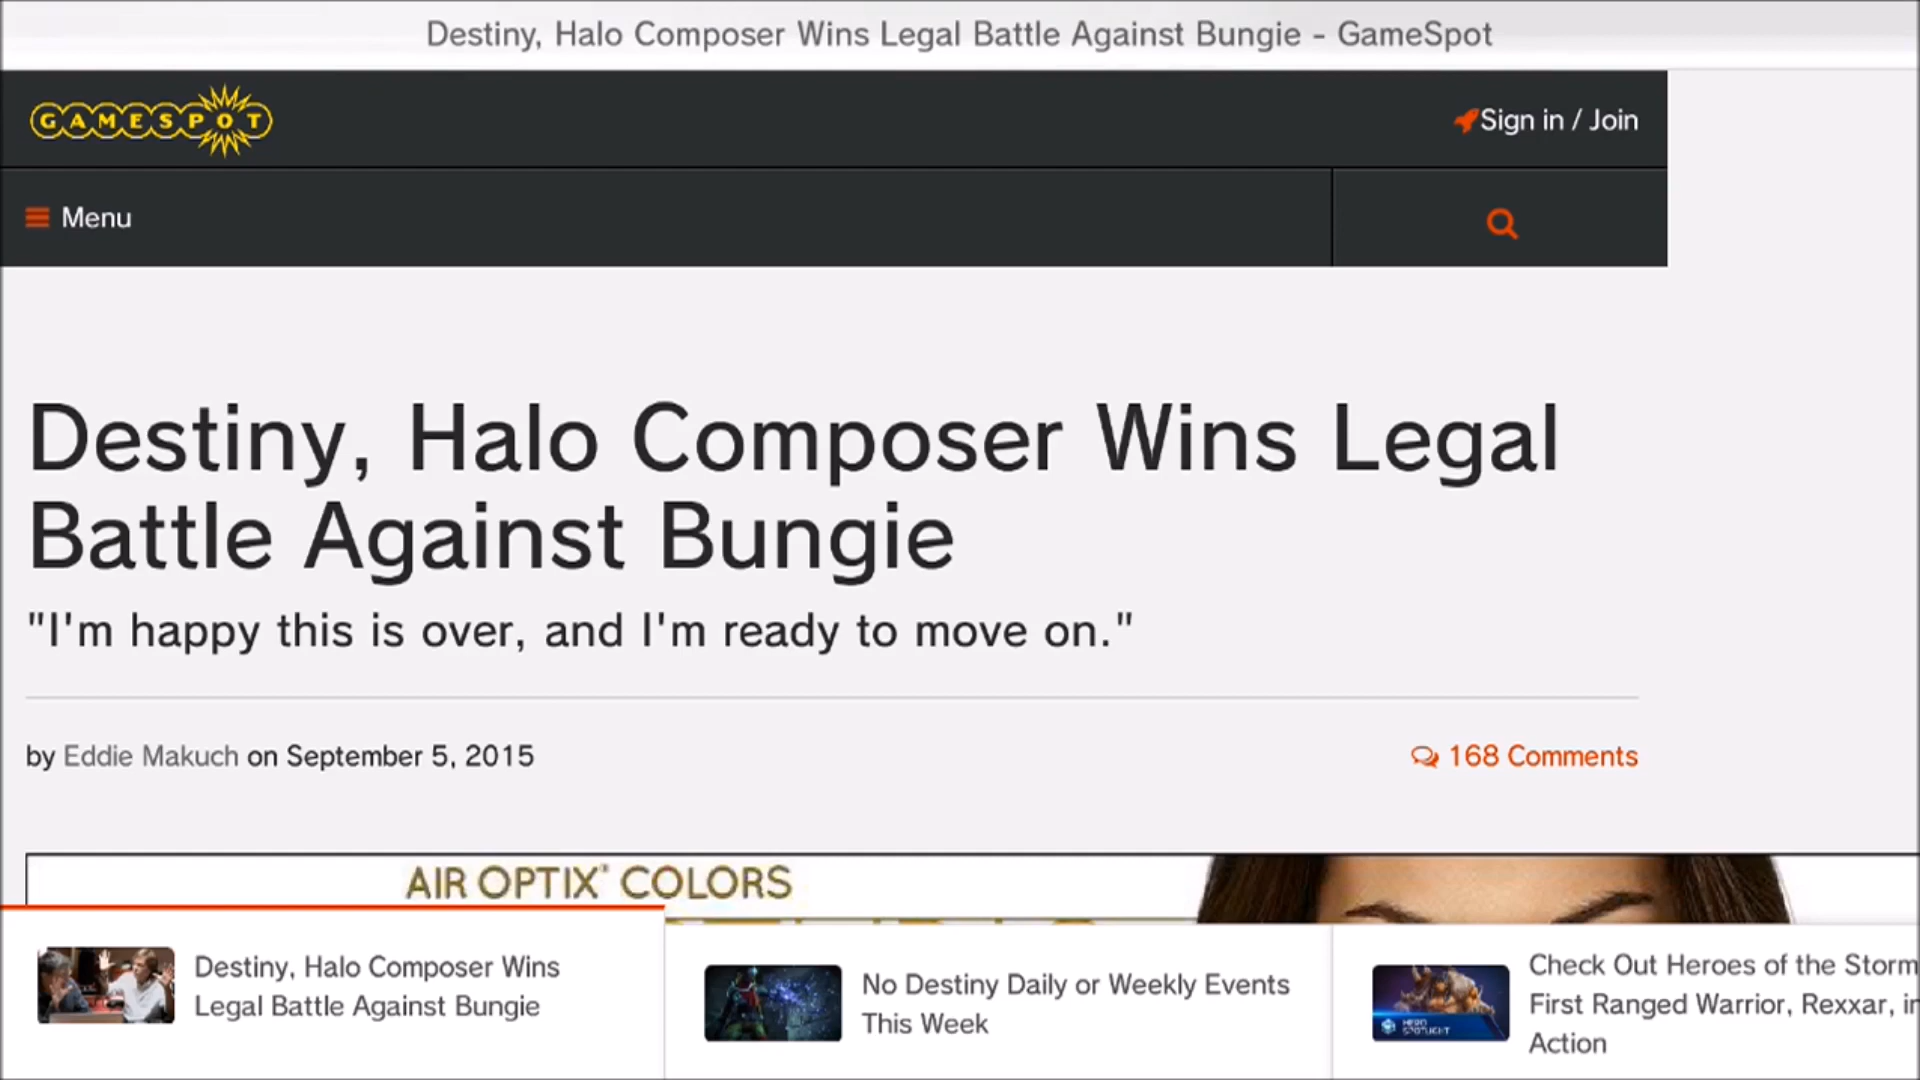 Destiny, Halo Composer Wins Legal Battle Against Bungie - GameSpot
GAMESPOT
Sign in / Join
Menu
Destiny, Halo Composer Wins Legal
Battle Against Bungie
"I'm happy this is over, and I'm ready to move on."
by Eddie Makuch on September 5, 2015
168 Comments
AIR OPTIX® COLORS
Destiny, Halo Composer Wins
Legal Battle Against Bungie
No Destiny Daily or Weekly Events
This Week
Check Out Heroes of the Storm
First Ranged Warrior, Rexxar, in
Action
HERO
SPOTLIGHT